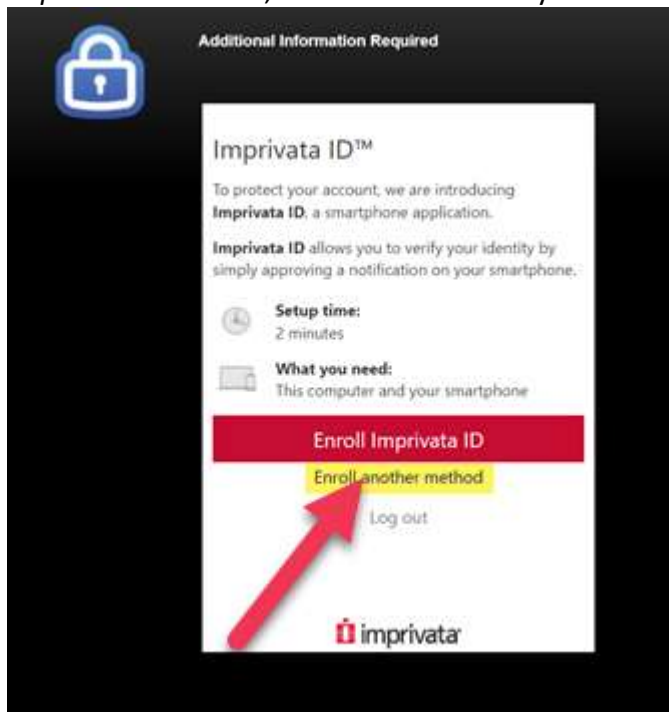 Additional Information Required
Imprivata ID™
To protect your account, we are introducing
Imprivata ID, a smartphone application.
Imprivata ID allows you to verify your identity by
simply approving a notification on your smartphone.
Setup time:
2 minutes
What you need:
This computer and your smartphone
Enroll Imprivata ID
Enroll another method
Log out
imprivata